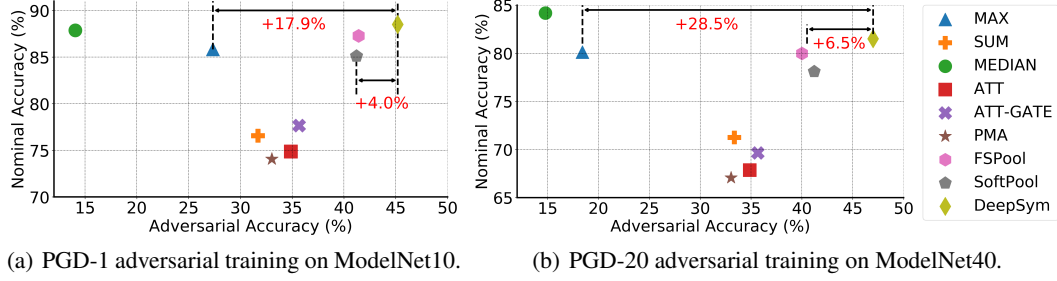 90
85
80
75
70
15
20
25
30
35
40
45
50
Nominal Accuracy (%)
Adversarial Accuracy (%)
+17.9%
+4.0%
85
80
75
70
65
15
20
25
30
35
40
45
50
Nominal Accuracy (%)
Adversarial Accuracy (%)
+28.5%
+6.5%
MAX
SUM
MEDIAN
ATT
ATT-GATE
PMA
FSPool
SoftPool
DeepSym
(a) PGD-1 adversarial training on ModelNet10.
(b) PGD-20 adversarial training on ModelNet40.